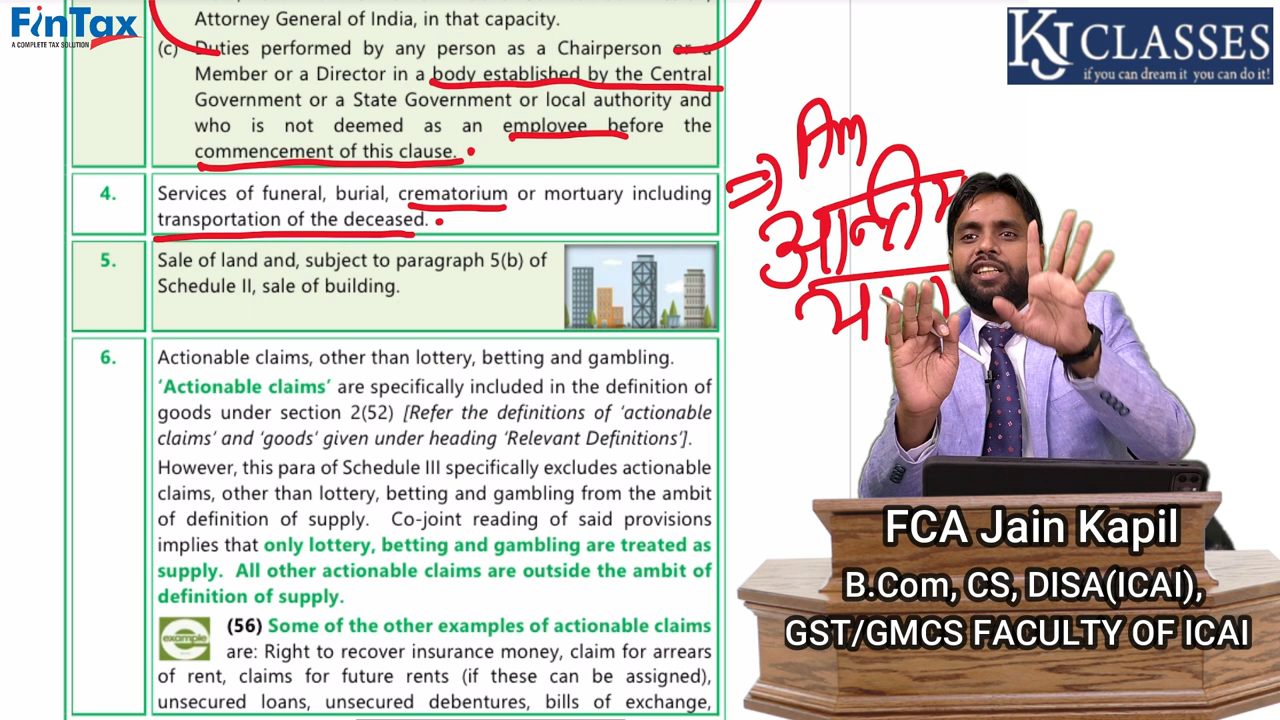 FinTax
A COMPLETE TAX SOLUTION
KJ CLASSES
if you can dream it you can do it!
Attorney General of India, in that capacity.
(c) Duties performed by any person as a Chairperson or a
Member or a Director in a body established by the Central
Government or a State Government or local authority and
who is not deemed as an employee before the
commencement of this clause.
4. Services of funeral, burial, crematorium or mortuary including
transportation of the deceased.
5. Sale of land and, subject to paragraph 5(b) of
Schedule II, sale of building.
6. Actionable claims, other than lottery, betting and gambling.
‘Actionable claims’ are specifically included in the definition of
goods under section 2(52) [Refer the definitions of ‘actionable
claims’ and ‘goods’ given under heading ‘Relevant Definitions’].
However, this para of Schedule III specifically excludes actionable
claims, other than lottery, betting and gambling from the ambit
of definition of supply. Co-joint reading of said provisions
implies that only lottery, betting and gambling are treated as
supply. All other actionable claims are outside the ambit of
definition of supply.
example
(56) Some of the other examples of actionable claims
are: Right to recover insurance money, claim for arrears
of rent, claims for future rents (if these can be assigned),
unsecured loans, unsecured debentures, bills of exchange,
FCA Jain Kapil
B.Com, CS, DISA(ICAI),
GST/GMCS FACULTY OF ICAI